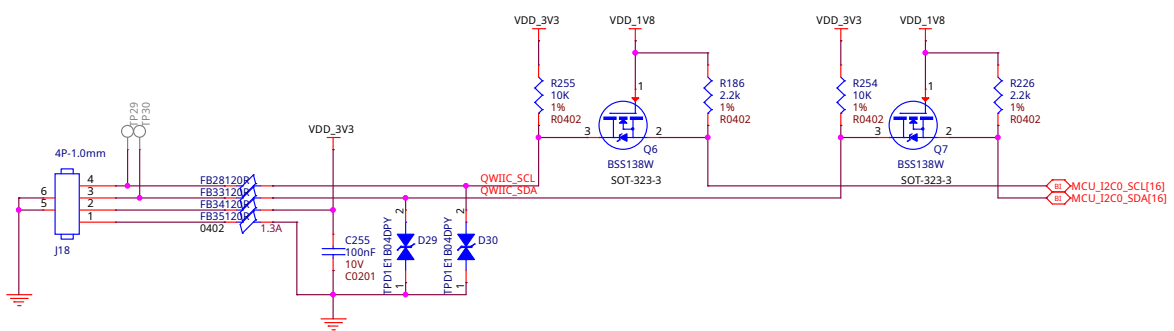 VDD_3V3
VDD_1V8
VDD_3V3
VDD_1V8
R255
10K
1%
R0402
1
R186
2.2k
1%
R0402
R254
10K
1%
R0402
1
R226
2.2k
1%
R0402
TP29
TP30
VDD_3V3
3
2
Q6
BSS138W
SOT-323-3
3
2
Q7
BSS138W
SOT-323-3
4P-1.0mm
6
5
4
3
2
1
J18
FB28120R
FB33120R
FB34120R
FB35120R
0402
1.3A
QWIIC_SCL
QWIIC_SDA
BI
MCU_I2C0_SCL[16]
BI
MCU_I2C0_SDA[16]
C255
100nF
10V
C0201
2
TPD1E1B04DPY
D29
1
2
TPD1E1B04DPY
D30
1